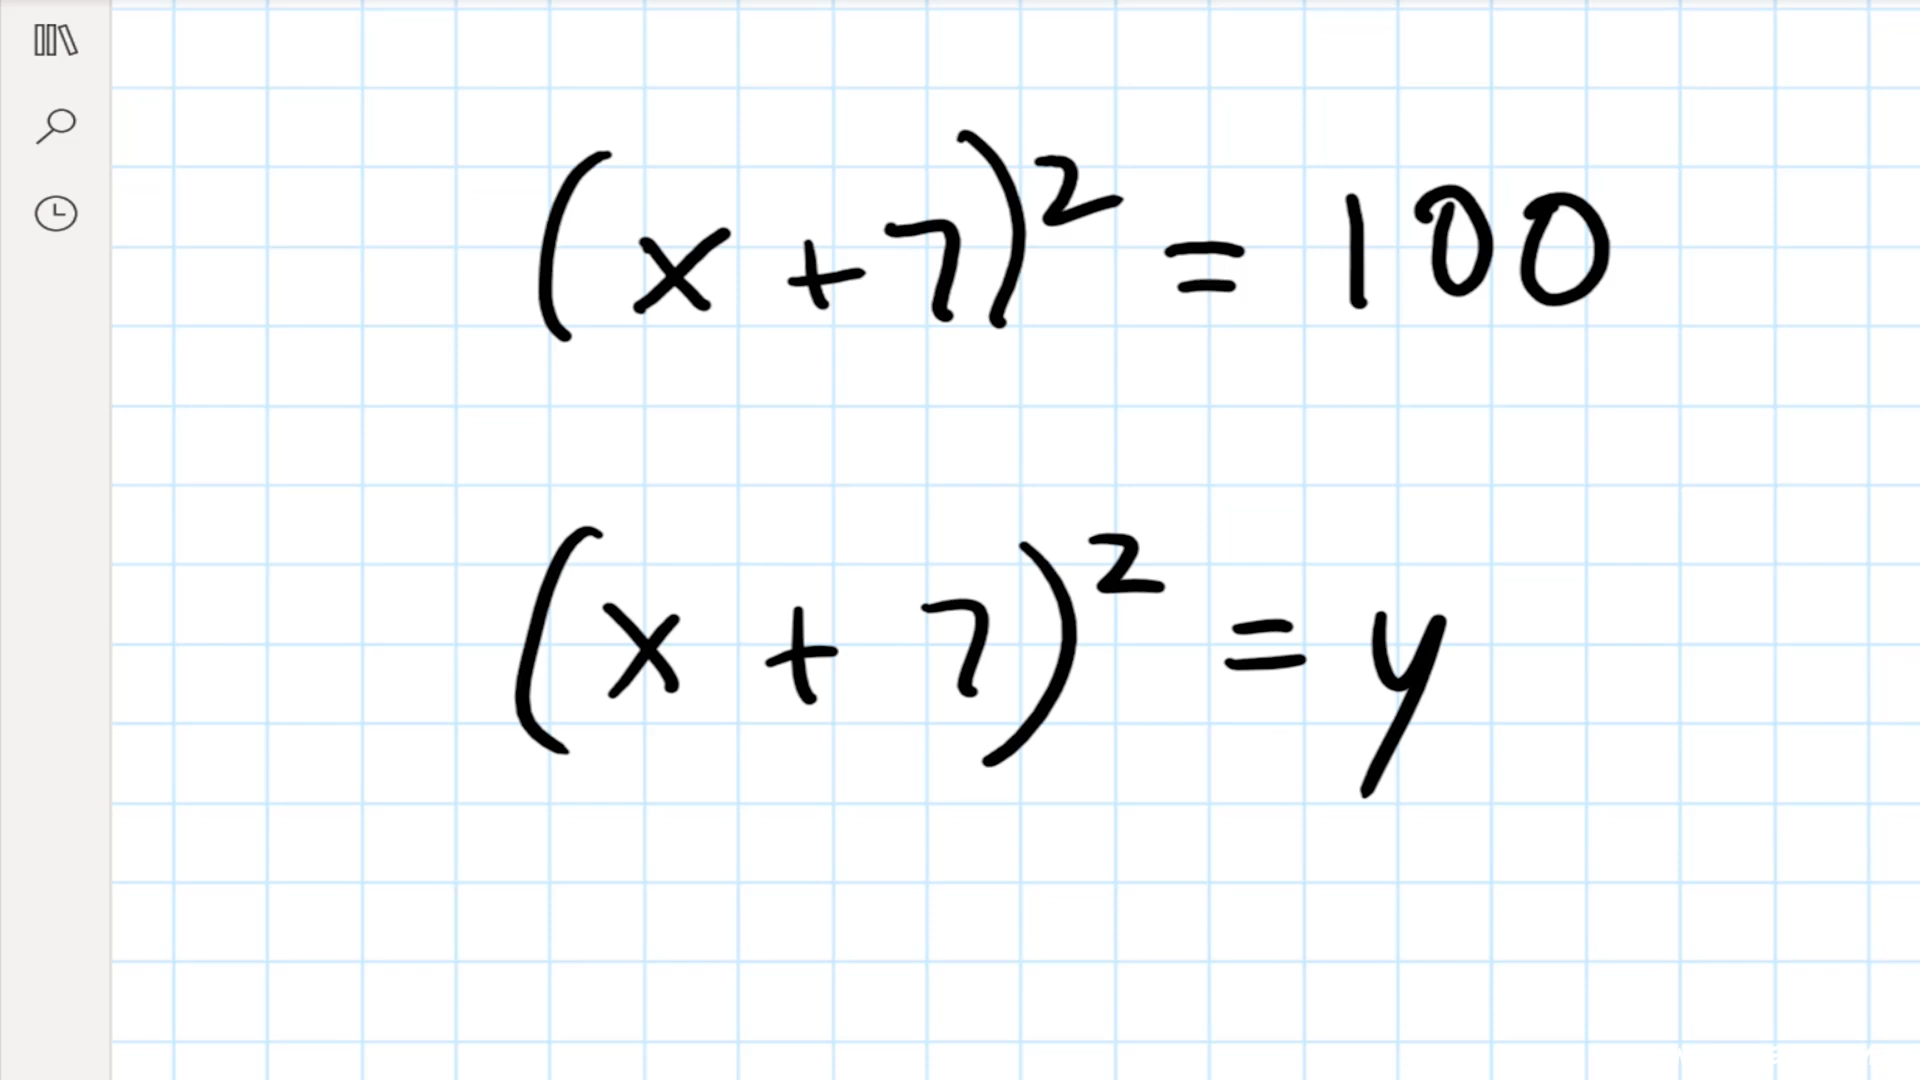 (x + 7)² = 100
(x + 7)² = y